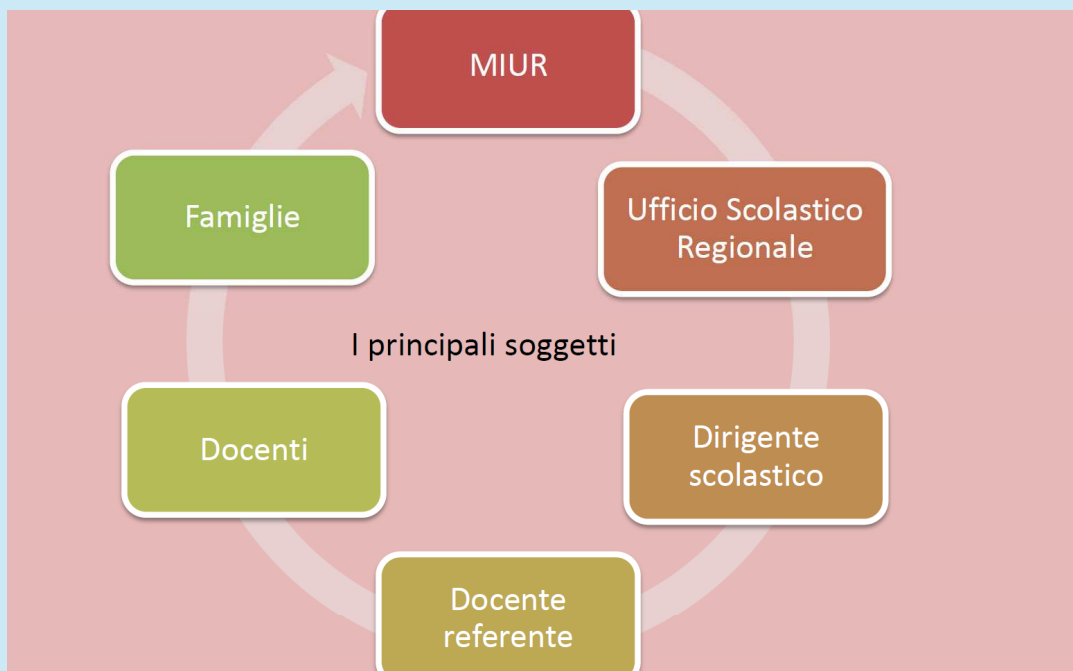 MIUR
Ufficio Scolastico
Regionale
Dirigente
scolastico
Docente
referente
Docenti
Famiglie
I principali soggetti